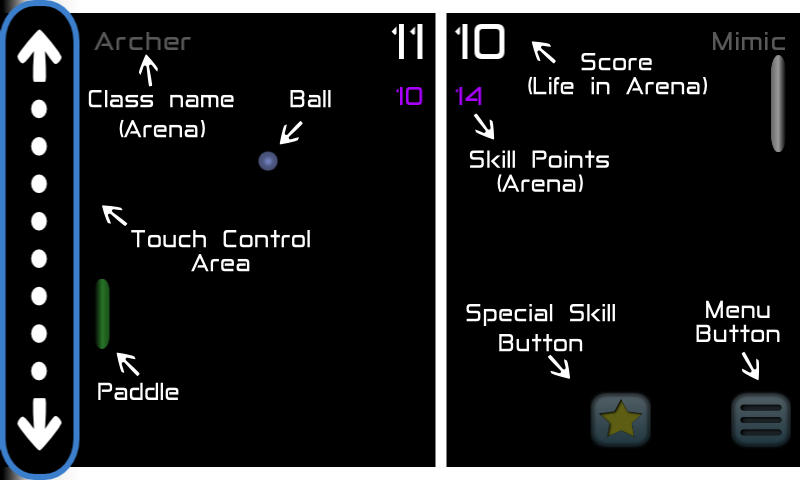 Archer
11
Class name
(Arena)
Ball
10
Touch Control
Area
Paddle
10
Mimic
Score
(Life in Arena)
14
Skill Points
(Arena)
Special Skill
Button
Menu
Button